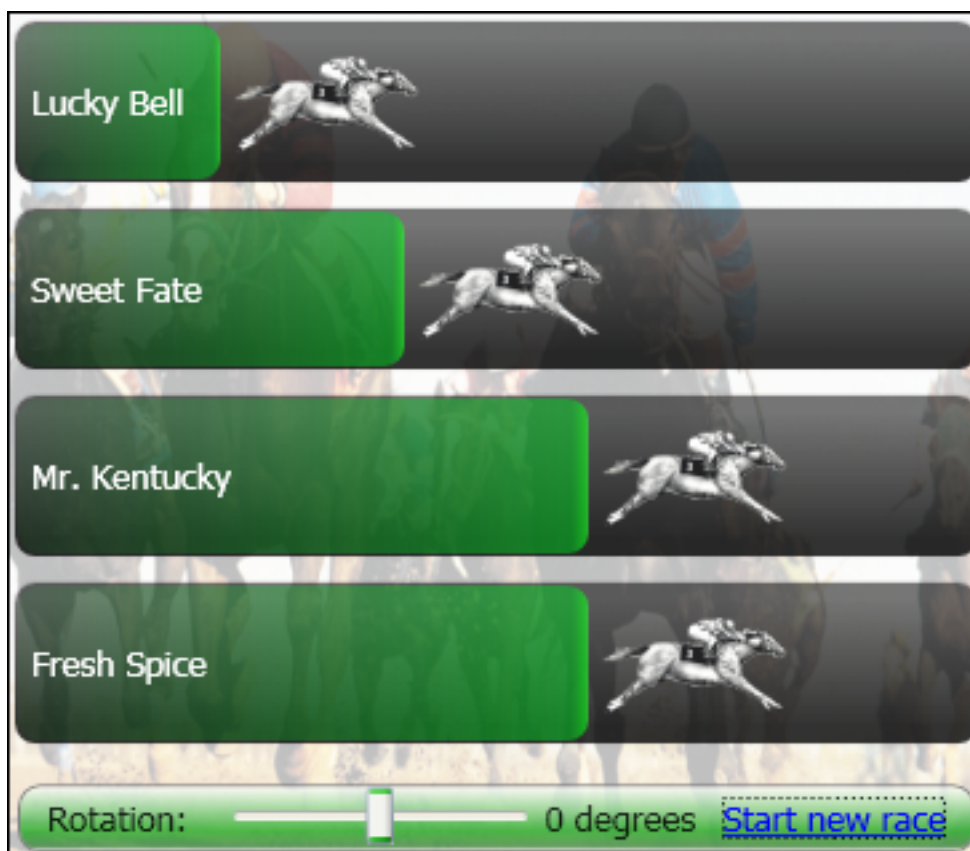 Lucky Bell
Sweet Fate
Mr. Kentucky
Fresh Spice
Rotation: 0 degrees Start new race